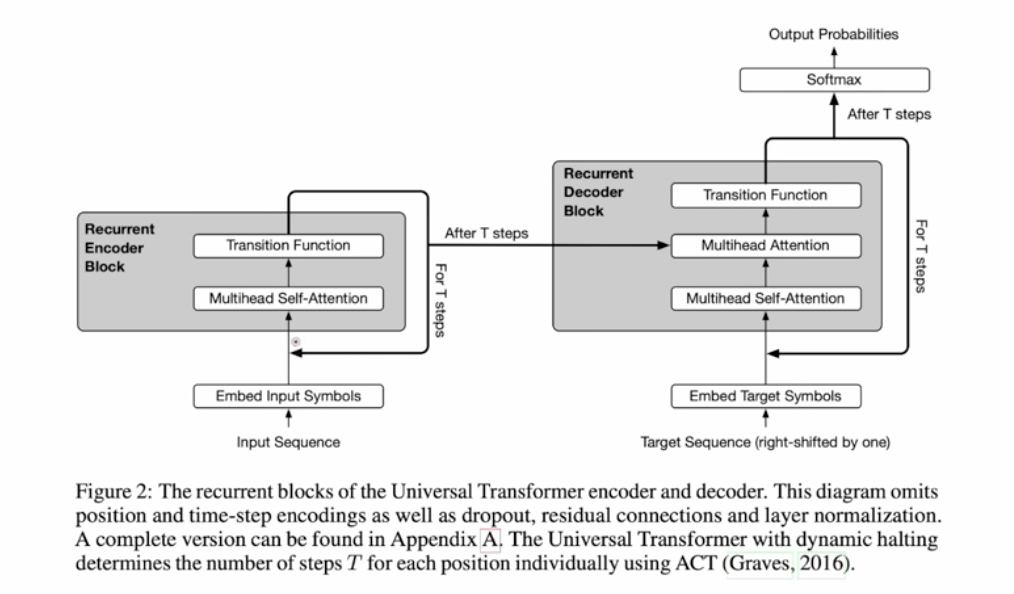 Output Probabilities
Softmax
After T steps
Recurrent
Decoder
Block
Transition Function
Multihead Attention
Multihead Self-Attention
For T steps
Embed Target Symbols
Target Sequence (right-shifted by one)
Recurrent
Encoder
Block
Transition Function
Multihead Self-Attention
For T steps
After T steps
Embed Input Symbols
Input Sequence
Figure 2: The recurrent blocks of the Universal Transformer encoder and decoder. This diagram omits
position and time-step encodings as well as dropout, residual connections and layer normalization.
A complete version can be found in Appendix A. The Universal Transformer with dynamic halting
determines the number of steps T for each position individually using ACT (Graves, 2016).